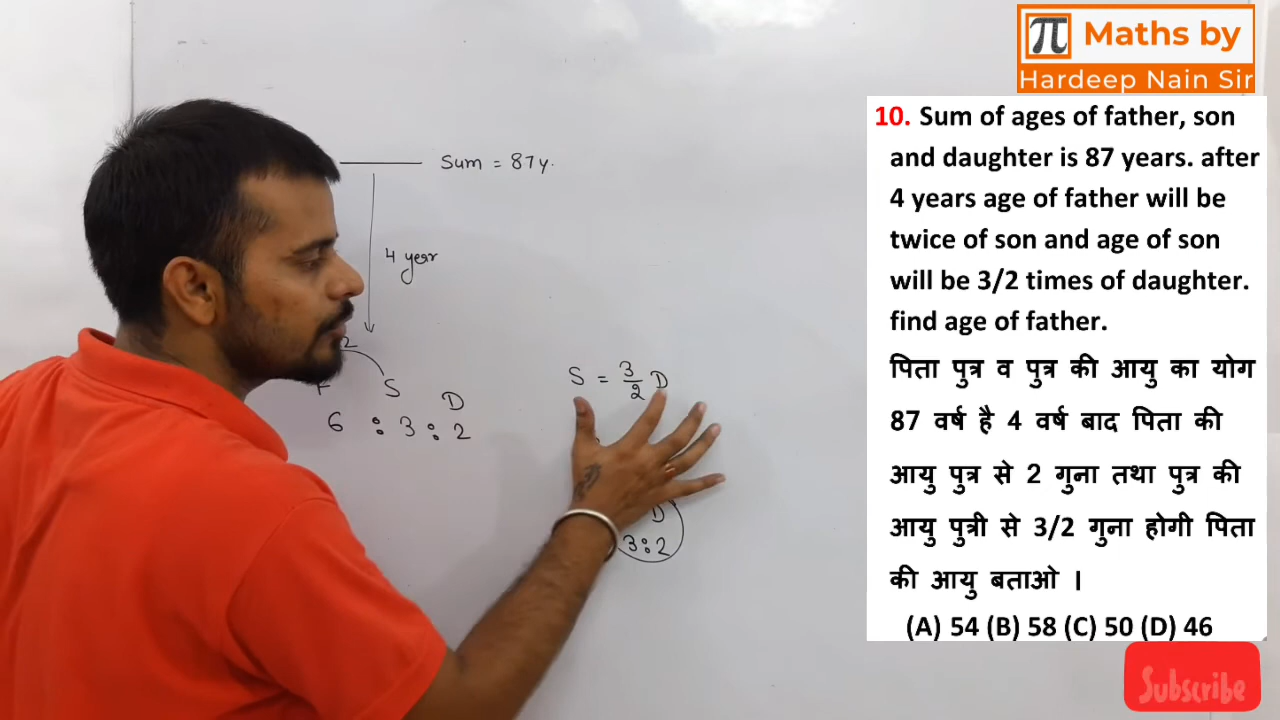 π Maths by
Hardeep Nain Sir
10. Sum of ages of father, son
and daughter is 87 years. after
4 years age of father will be
twice of son and age of son
will be 3/2 times of daughter.
find age of father.
पिता पुत्र व पुत्र की आयु का योग
87 वर्ष है 4 वर्ष बाद पिता की
आयु पुत्र से 2 गुना तथा पुत्र की
आयु पुत्री से 3/2 गुना होगी पिता
की आयु बताओ ।
(A) 54 (B) 58 (C) 50 (D) 46
Subscribe
Sum = 87y.
4 year
2
F S D
6 : 3 : 2
S = 3/2 D
D
3:2